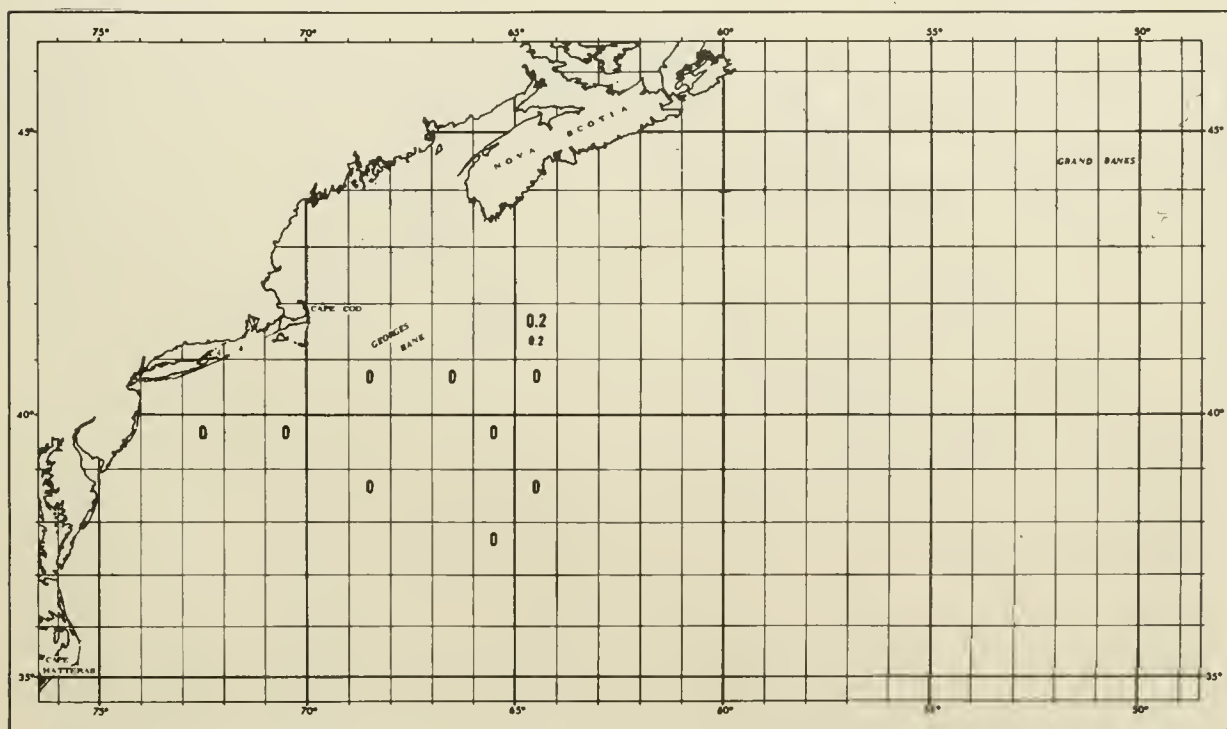 75° 70° 65° 60° 55° 50°
45° 45°
NOVA SCOTIA
GRAND BANKS
CAPE COD
GEORGES BANK
0.2
0.2
0 0 0
40° 40°
0 0 0
0 0
0
CAPE HATTERAS
35° 35°
75° 70° 65° 60° 55° 50°